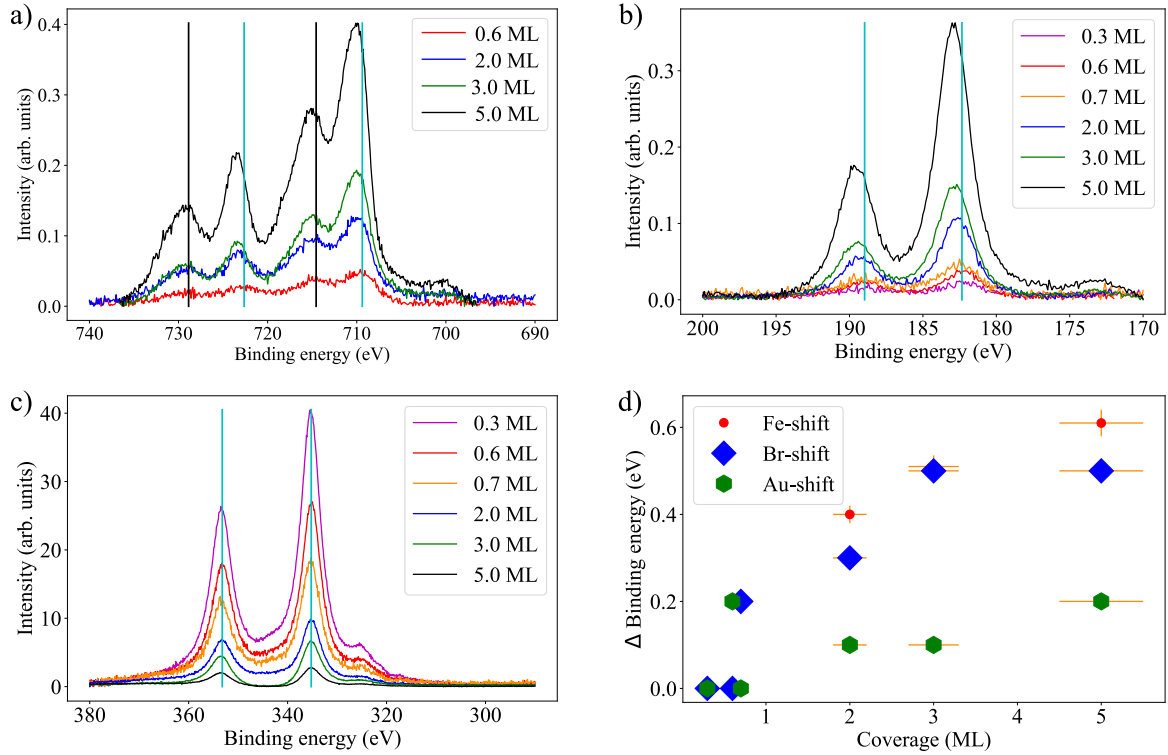 a)
0.4
0.3
0.2
0.1
0.0
Intensity (arb. units)
740
730
720
710
700
690
Binding energy (eV)
0.6 ML
2.0 ML
3.0 ML
5.0 ML
b)
0.3
0.2
0.1
0.0
Intensity (arb. units)
200
195
190
185
180
175
170
Binding energy (eV)
0.3 ML
0.6 ML
0.7 ML
2.0 ML
3.0 ML
5.0 ML
c)
40
30
20
10
0
Intensity (arb. units)
380
360
340
320
300
Binding energy (eV)
0.3 ML
0.6 ML
0.7 ML
2.0 ML
3.0 ML
5.0 ML
d)
0.6
0.4
0.2
0.0
Δ Binding energy (eV)
1
2
3
4
5
Coverage (ML)
Fe-shift
Br-shift
Au-shift